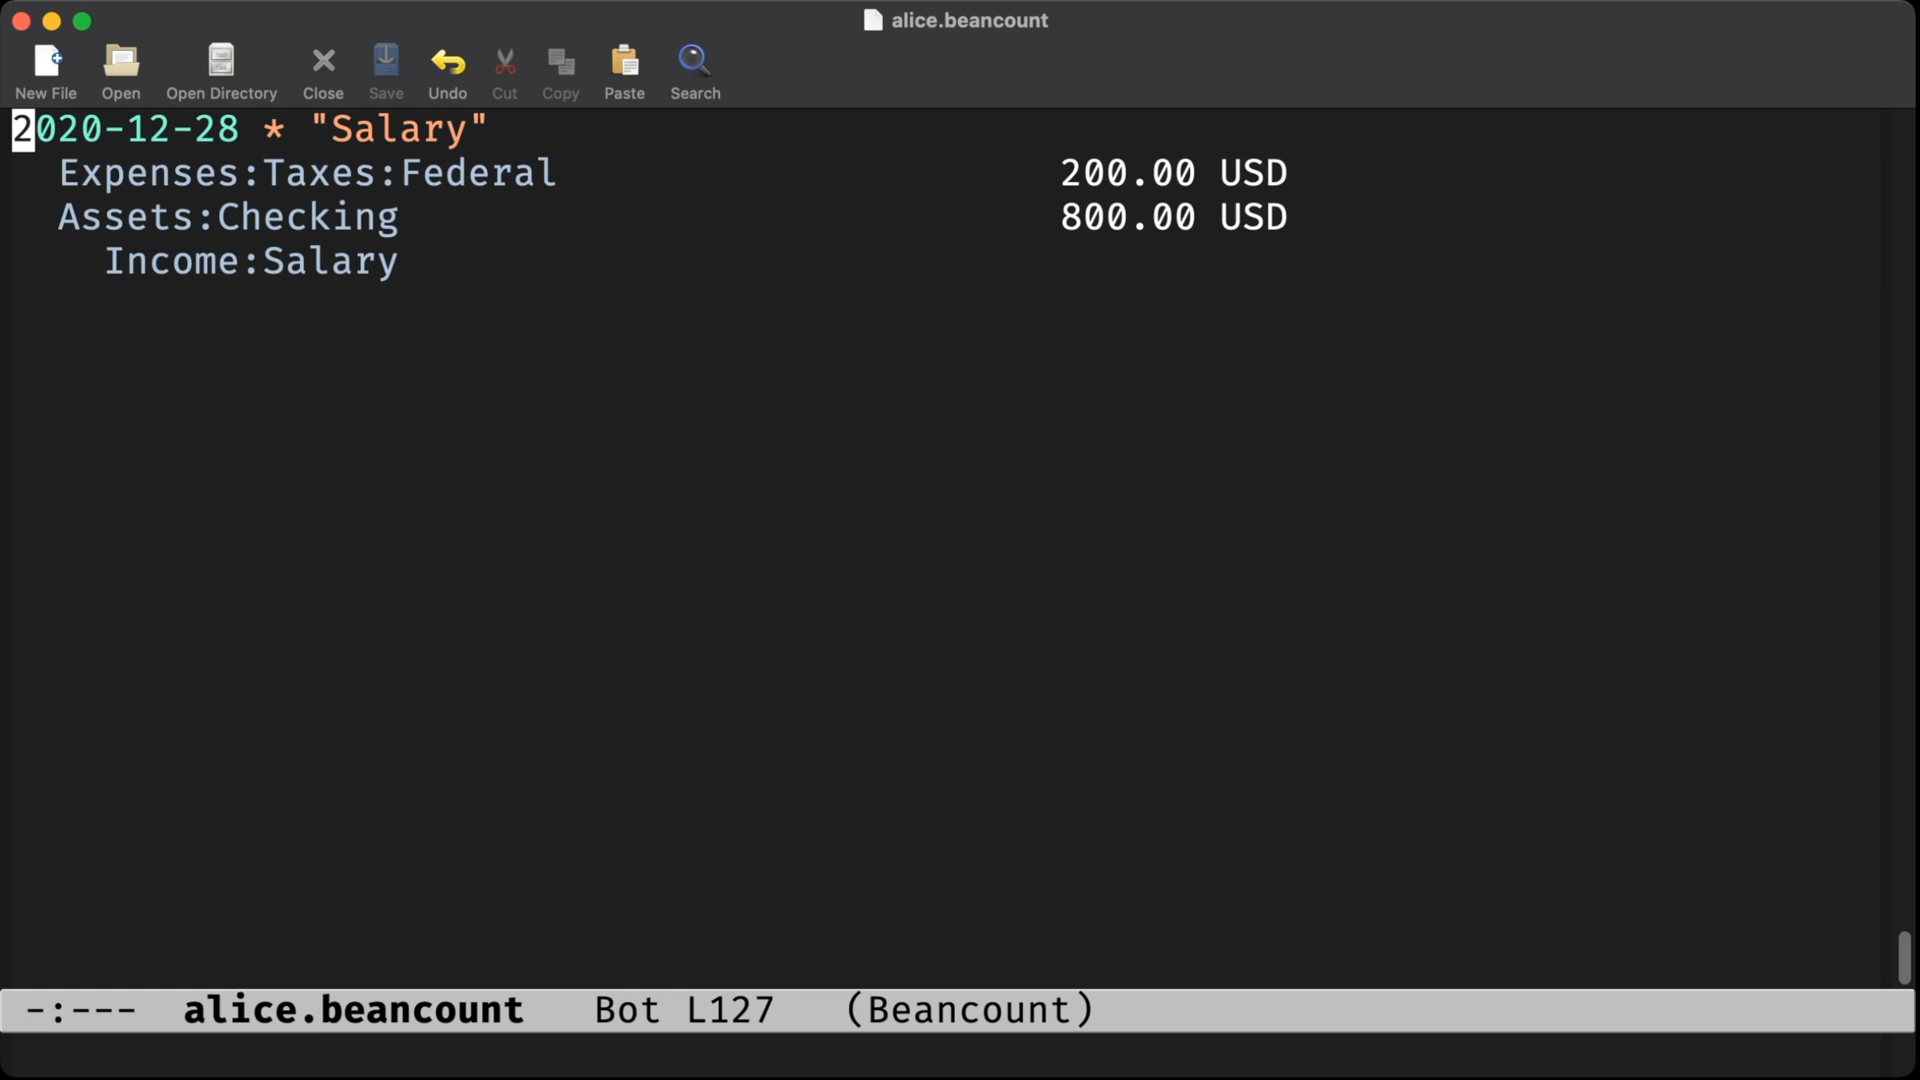 alice.beancount
New File Open Open Directory Close Save Undo Cut Copy Paste Search
2020-12-28 * "Salary"
Expenses:Taxes:Federal 200.00 USD
Assets:Checking 800.00 USD
Income:Salary
-:--- alice.beancount Bot L127 (Beancount)